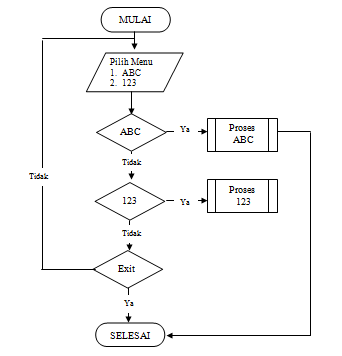 MULAI
Pilih Menu
1. ABC
2. 123
ABC
Ya
Proses
ABC
Tidak
Tidak
123
Ya
Proses
123
Tidak
Exit
Ya
SELESAI